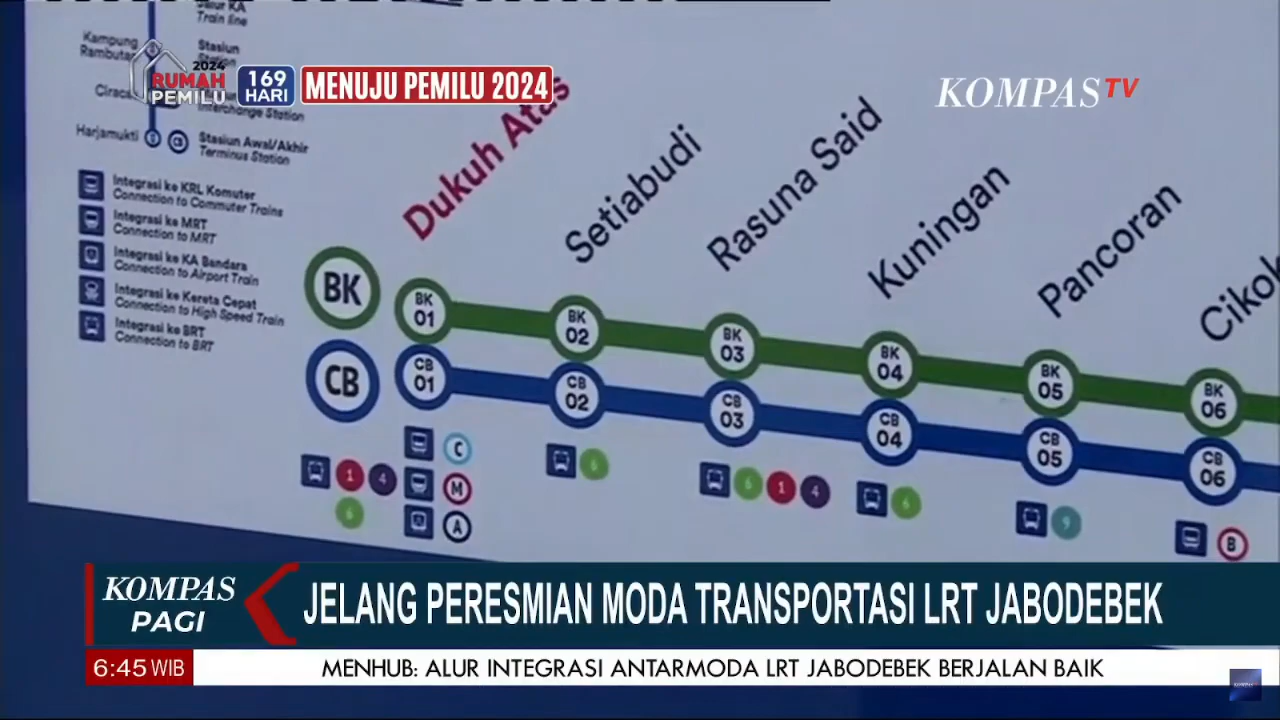 Jalur KA
Train line
Kampung
Rambutan
Stasiun
Interchange Station
Harjamukti
Stasiun Awal/Akhir
Terminus Station
2024
RUMAH
PEMILU
169
HARI
MENUJU PEMILU 2024
KOMPAS TV
Integrasi ke KRL Komuter
Connection to Commuter Trains
Integrasi ke MRT
Connection to MRT
Integrasi ke KA Bandara
Connection to Airport Train
Integrasi ke Kereta Cepat
Connection to High Speed Train
Integrasi ke BRT
Connection to BRT
Dukuh Atas
Setiabudi
Rasuna Said
Kuningan
Pancoran
BK
BK 01
BK 02
BK 03
BK 04
BK 05
BK 06
CB
CB 01
CB 02
CB 03
CB 04
CB 05
CB 06
1 4
6
C
M
A
6
6 1 4
6
9
B
KOMPAS
PAGI
JELANG PERESMIAN MODA TRANSPORTASI LRT JABODEBEK
6:45 WIB
MENHUB: ALUR INTEGRASI ANTARMODA LRT JABODEBEK BERJALAN BAIK